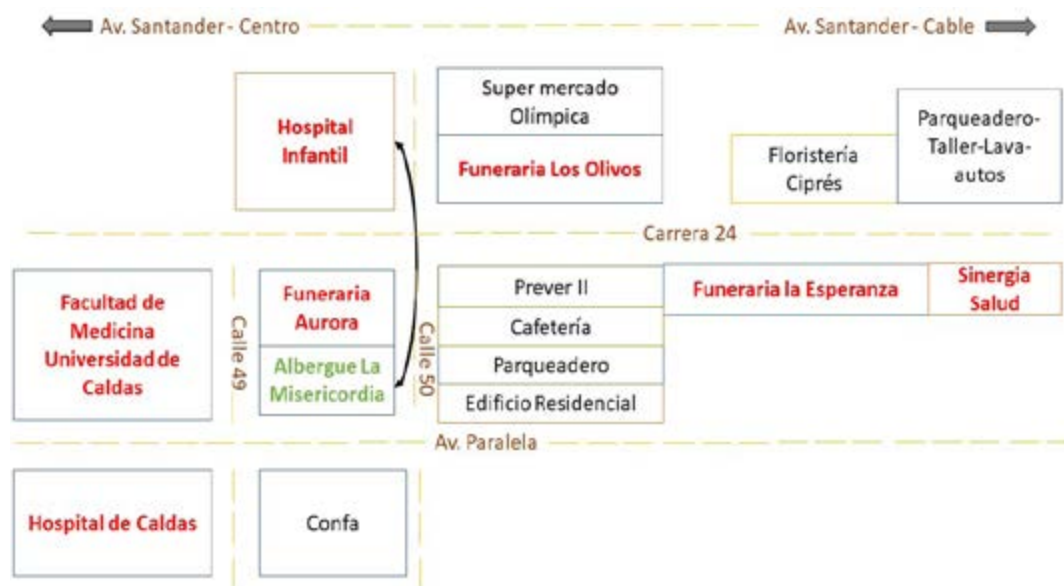 Av. Santander - Centro
Av. Santander - Cable
Hospital
Infantil
Super mercado
Olímpica
Funeraria Los Olivos
Floristería
Ciprés
Parqueadero-
Taller-Lava-
autos
Carrera 24
Facultad de
Medicina
Universidad de
Caldas
Calle 49
Funeraria
Aurora
Albergue La
Misericordia
Calle 50
Prever II
Cafetería
Parqueadero
Edificio Residencial
Funeraria la Esperanza
Sinergia
Salud
Av. Paralela
Hospital de Caldas
Confa